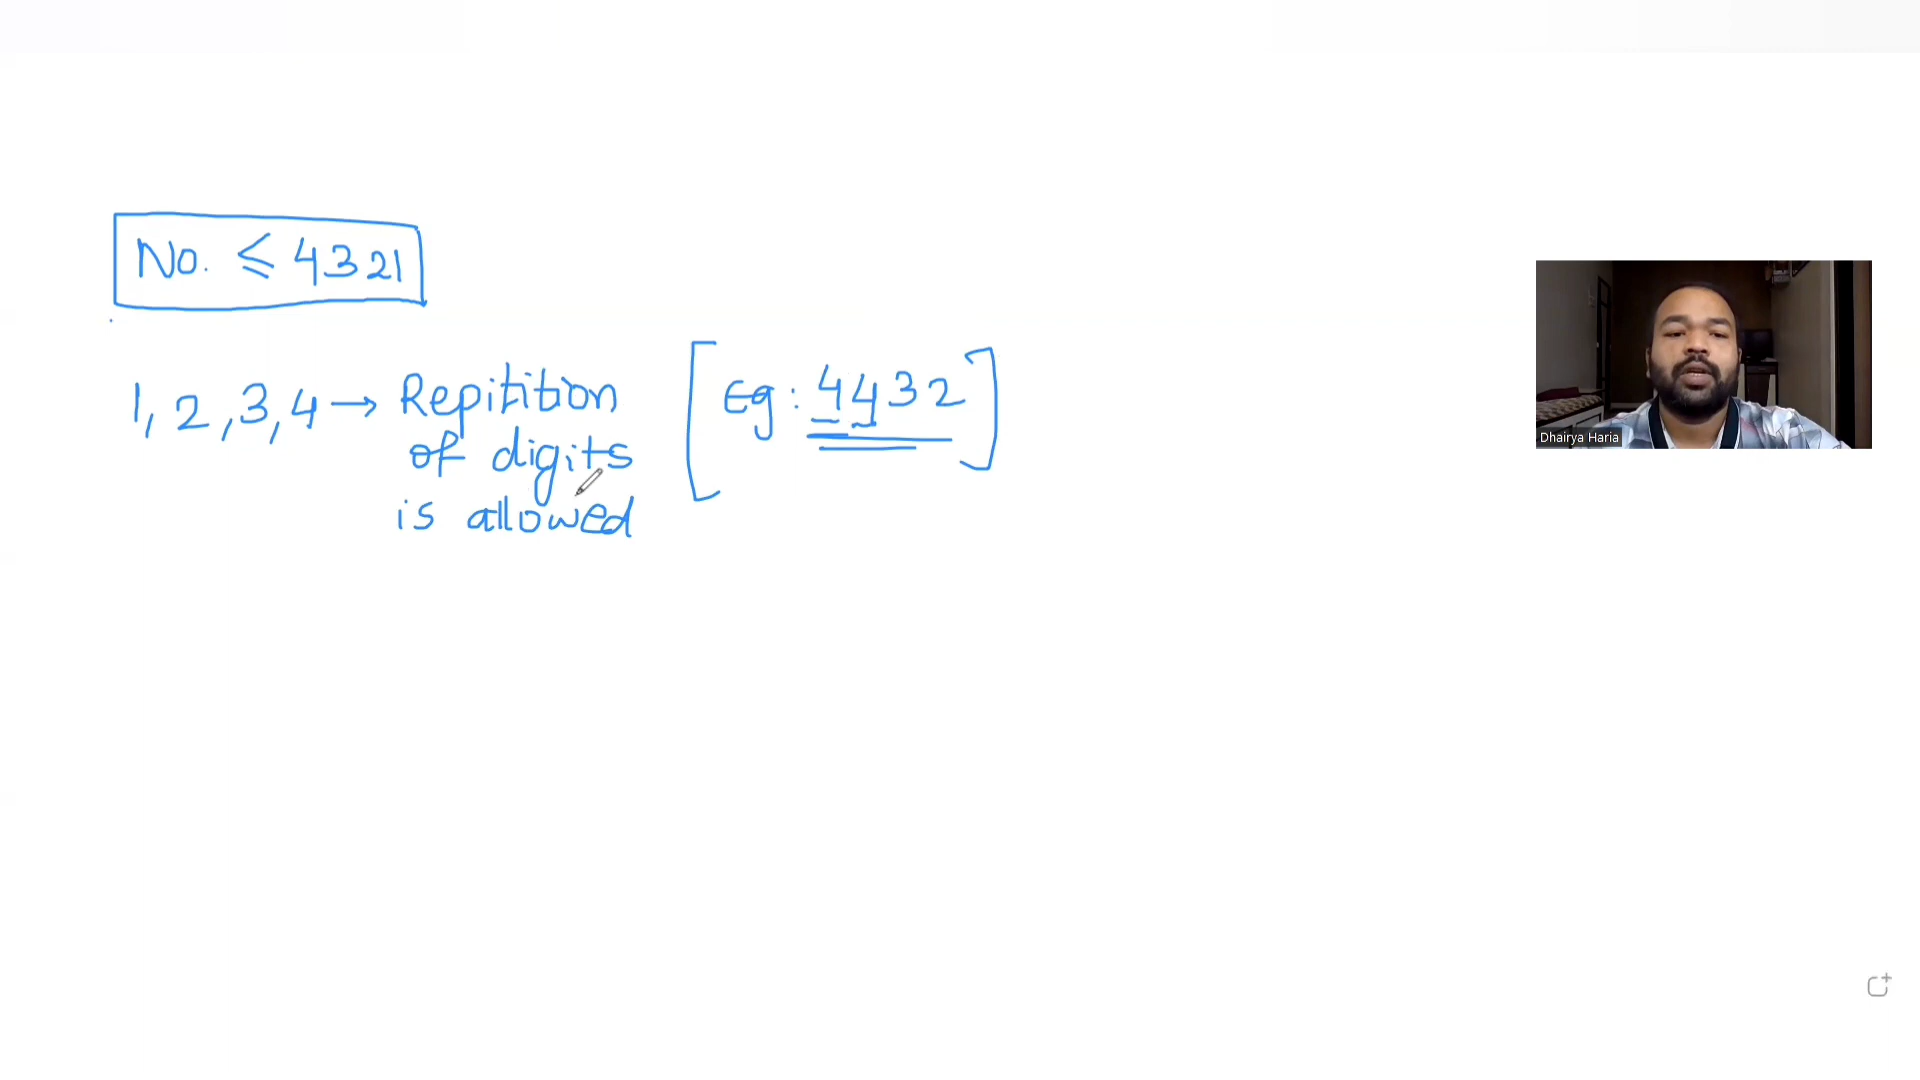 No. ≤ 4321
1, 2, 3, 4 → Repitition
of digits
is allowed
[Eg: 4432]
Dhairya Haria